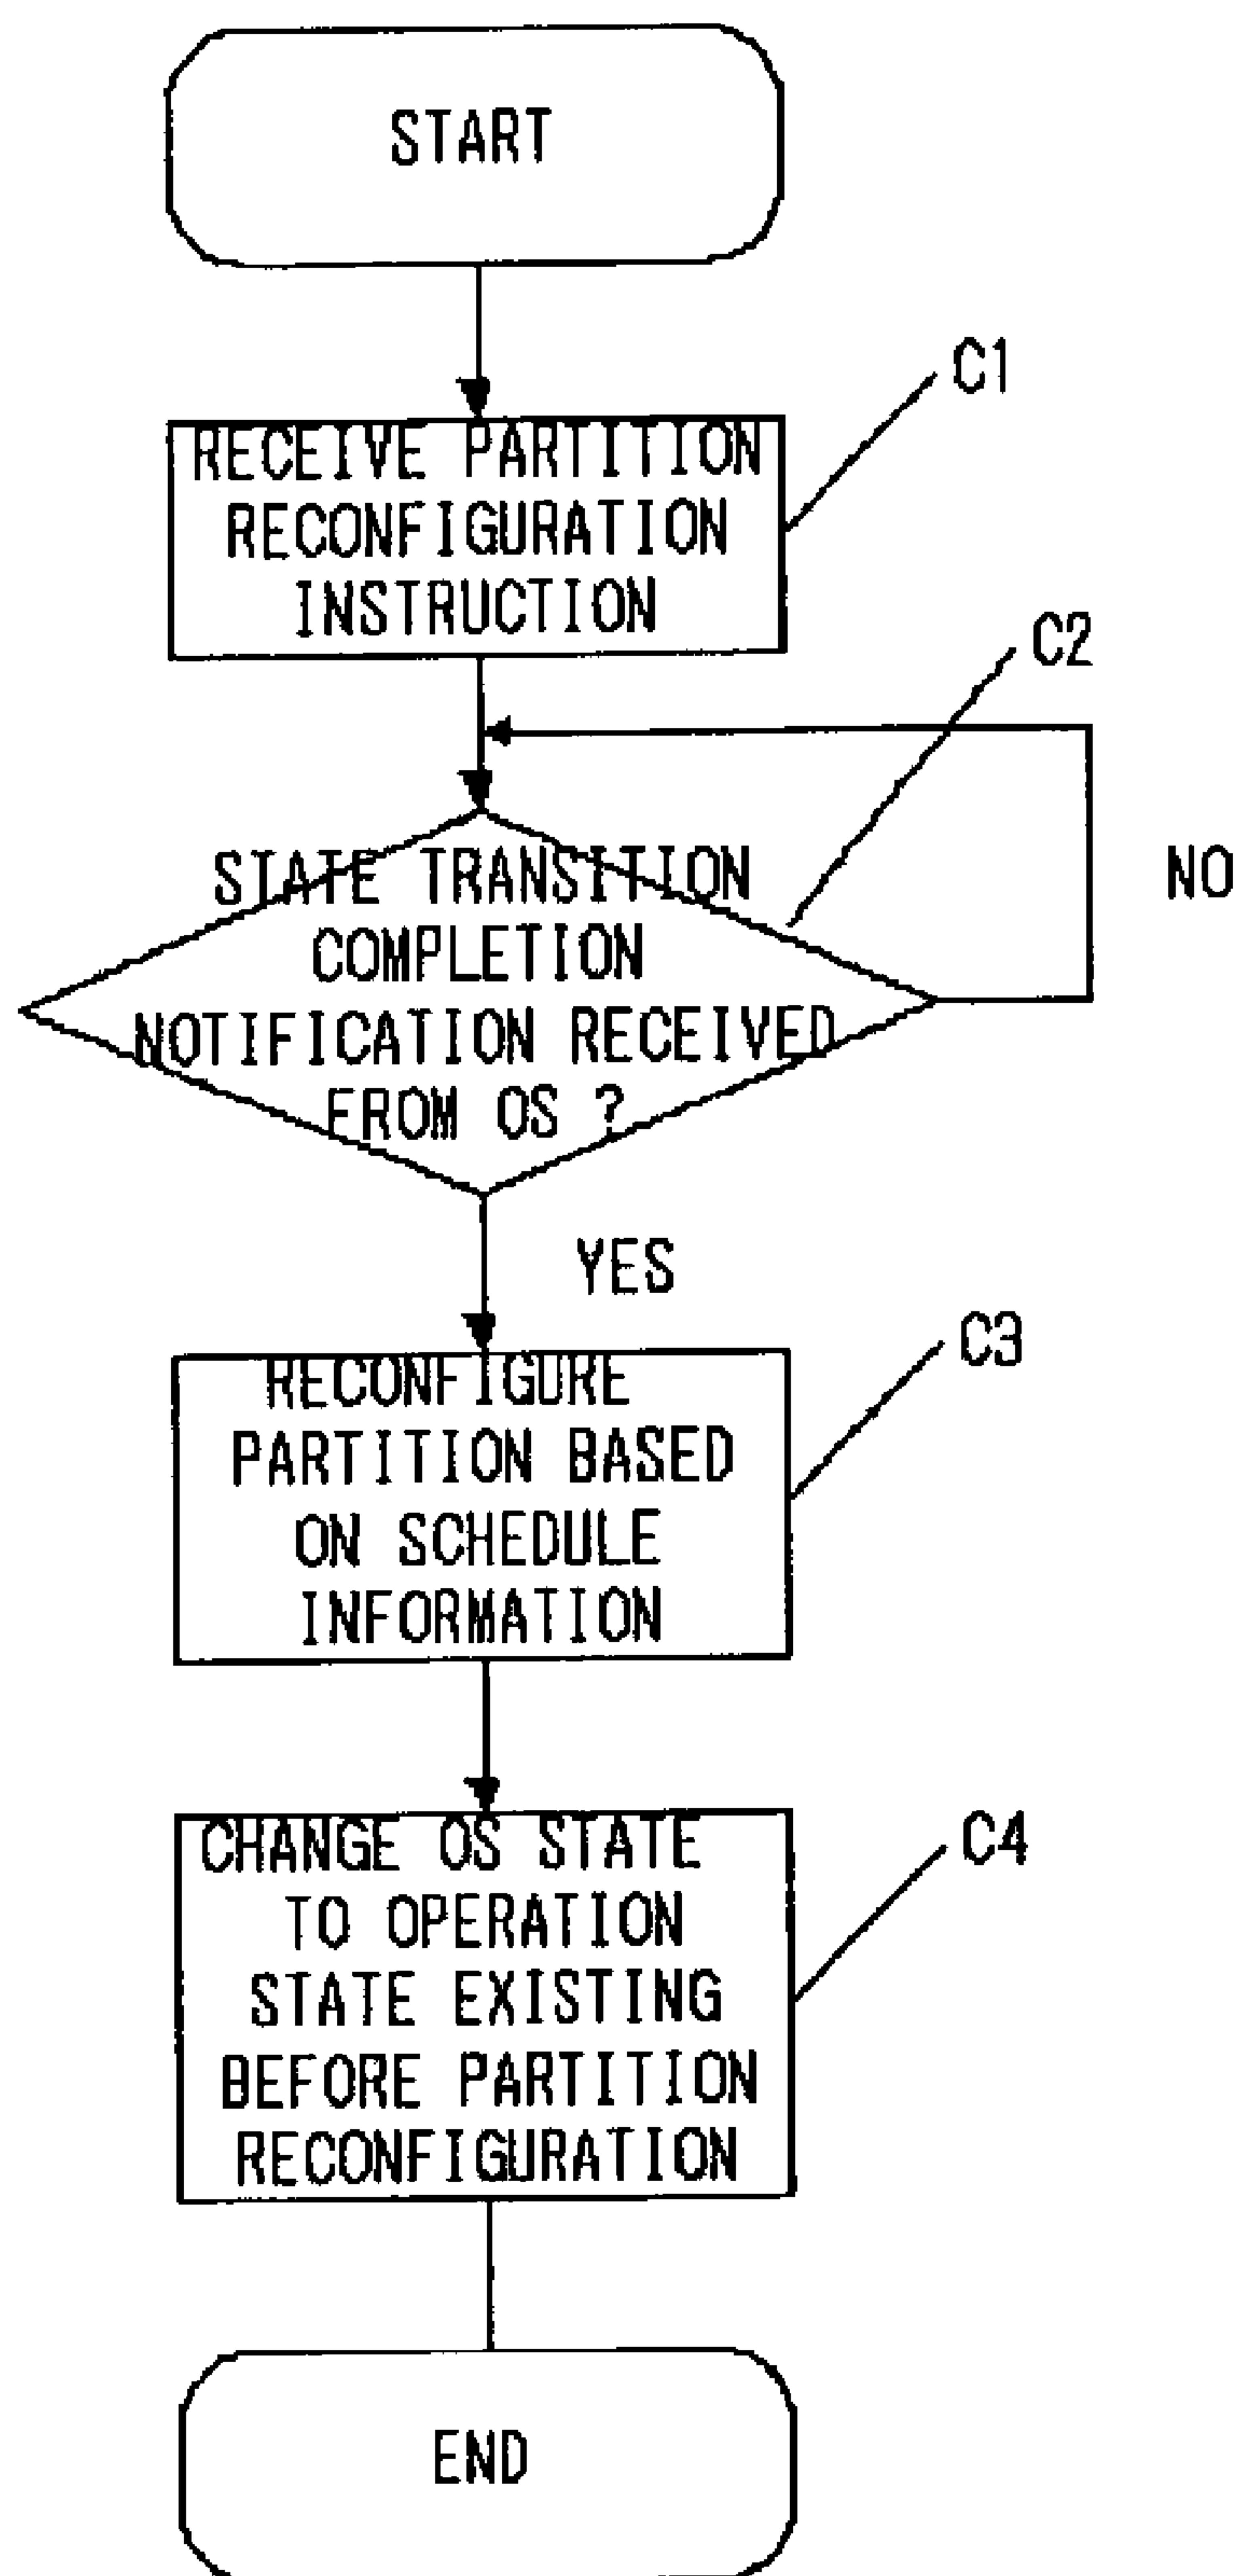 START
C1
RECEIVE PARTITION
RECONFIGURATION
INSTRUCTION
C2
STATE TRANSITION
COMPLETION
NOTIFICATION RECEIVED
FROM OS ?
NO
YES
C3
RECONFIGURE
PARTITION BASED
ON SCHEDULE
INFORMATION
C4
CHANGE OS STATE
TO OPERATION
STATE EXISTING
BEFORE PARTITION
RECONFIGURATION
END